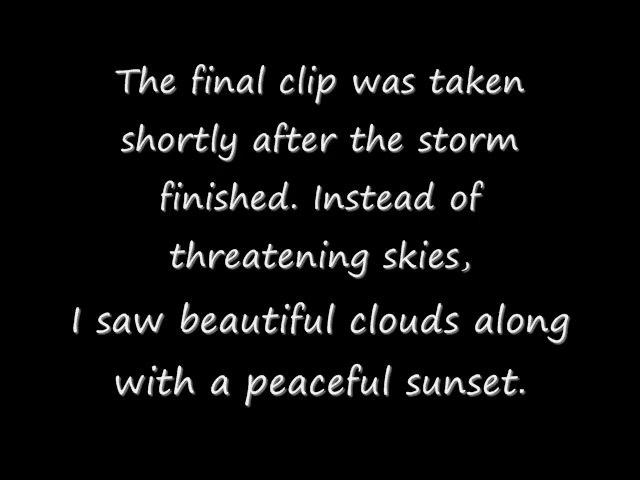 The final clip was taken
shortly after the storm
finished. Instead of
threatening skies,
I saw beautiful clouds along
with a peaceful sunset.